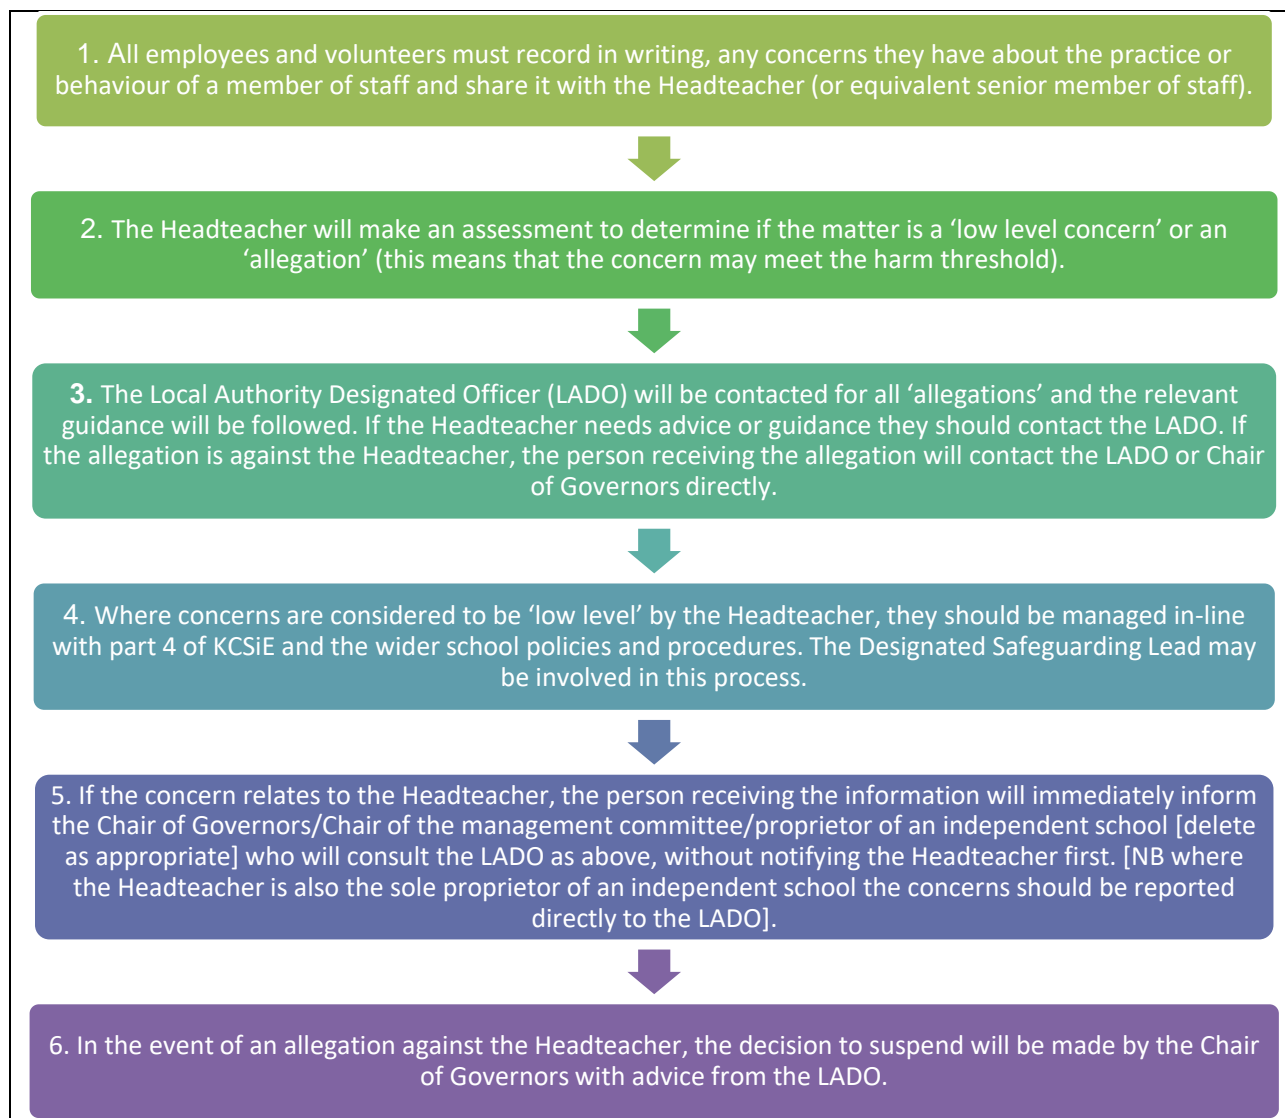 1. All employees and volunteers must record in writing, any concerns they have about the practice or
behaviour of a member of staff and share it with the Headteacher (or equivalent senior member of staff).
2. The Headteacher will make an assessment to determine if the matter is a ‘low level concern’ or an
‘allegation’ (this means that the concern may meet the harm threshold).
3. The Local Authority Designated Officer (LADO) will be contacted for all ‘allegations’ and the relevant
guidance will be followed. If the Headteacher needs advice or guidance they should contact the LADO. If
the allegation is against the Headteacher, the person receiving the allegation will contact the LADO or Chair
of Governors directly.
4. Where concerns are considered to be ‘low level’ by the Headteacher, they should be managed in-line
with part 4 of KCSiE and the wider school policies and procedures. The Designated Safeguarding Lead may
be involved in this process.
5. If the concern relates to the Headteacher, the person receiving the information will immediately inform
the Chair of Governors/Chair of the management committee/proprietor of an independent school [delete
as appropriate] who will consult the LADO as above, without notifying the Headteacher first. [NB where
the Headteacher is also the sole proprietor of an independent school the concerns should be reported
directly to the LADO].
6. In the event of an allegation against the Headteacher, the decision to suspend will be made by the Chair
of Governors with advice from the LADO.